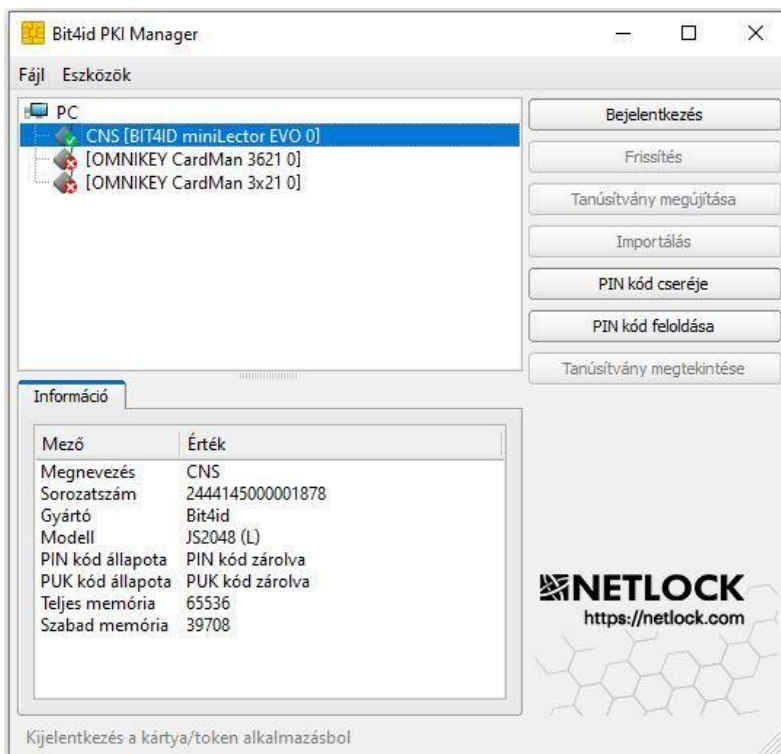 Bit4id PKI Manager
Fájl Eszközök
PC
CNS [BIT4ID miniLector EVO 0]
[OMNIKEY CardMan 3621 0]
[OMNIKEY CardMan 3x21 0]
Bejelentkezés
Frissítés
Tanúsítvány megújítása
Importálás
PIN kód cseréje
PIN kód feloldása
Tanúsítvány megtekintése
Információ
Mező Érték
Megnevezés CNS
Sorozatszám 2444145000001878
Gyártó Bit4id
Modell JS2048 (L)
PIN kód állapota PIN kód zárolva
PUK kód állapota PUK kód zárolva
Teljes memória 65536
Szabad memória 39708
NETLOCK
https://netlock.com
Kijelentkezés a kártya/token alkalmazásbol